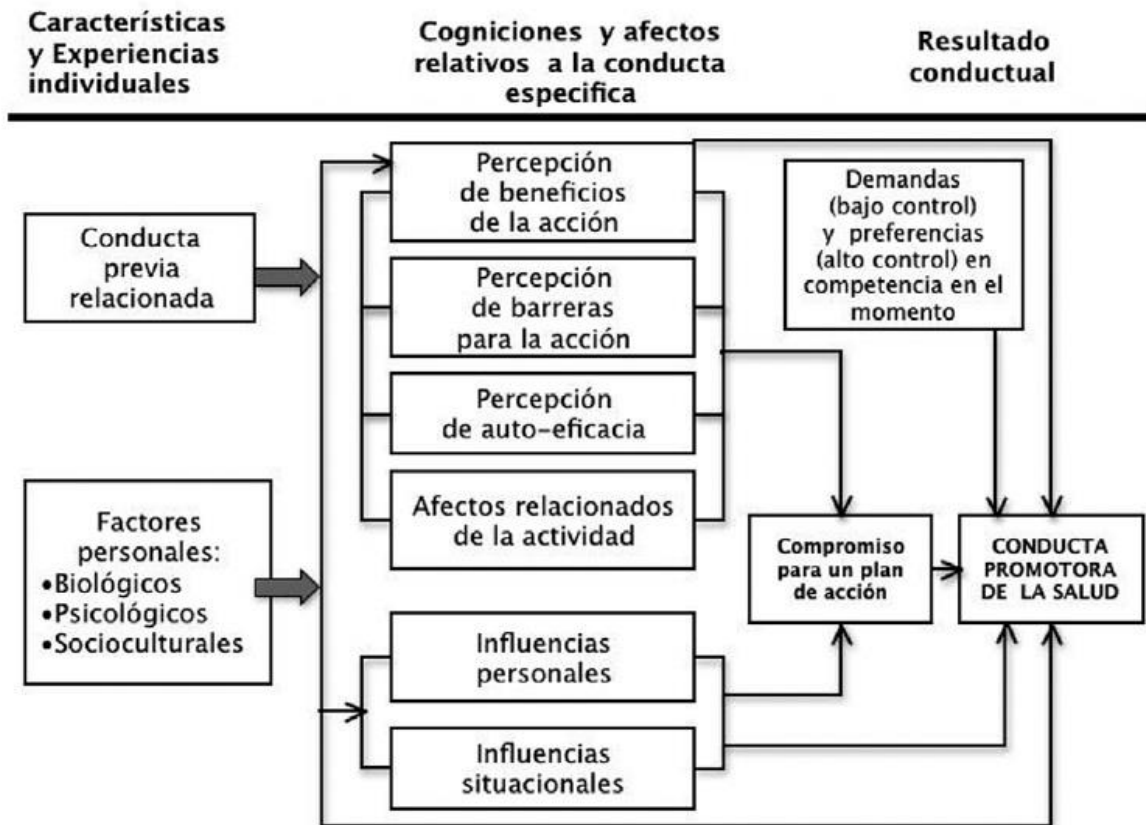 Características
y Experiencias
individuales
Cogniciones y afectos
relativos a la conducta
especifica
Resultado
conductual
Conducta
previa
relacionada
Factores
personales:
•Biológicos
•Psicológicos
•Socioculturales
Percepción
de beneficios
de la acción
Percepción
de barreras
para la acción
Percepción
de auto-eficacia
Afectos relacionados
de la actividad
Influencias
personales
Influencias
situacionales
Demandas
(bajo control)
y preferencias
(alto control) en
competencia en el
momento
Compromiso
para un plan
de acción
CONDUCTA
PROMOTORA
DE LA SALUD